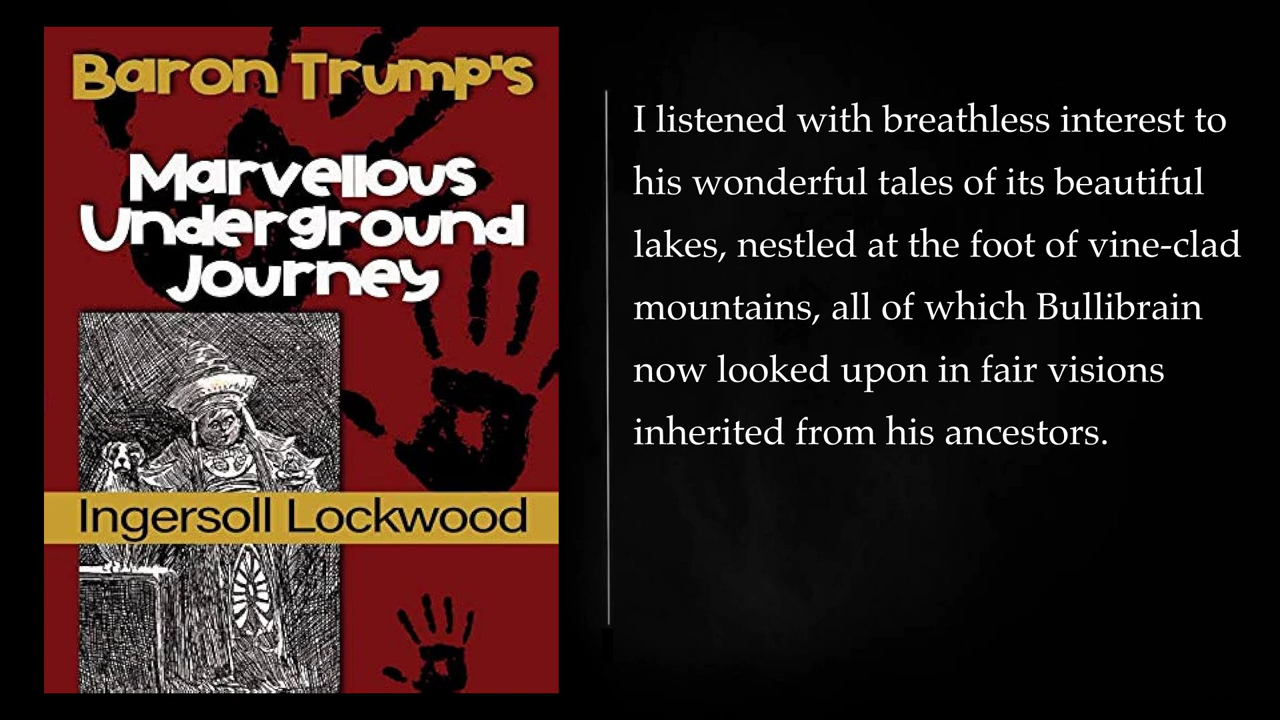 Baron Trump's
Marvellous
Underground
Journey
Ingersoll Lockwood
I listened with breathless interest to
his wonderful tales of its beautiful
lakes, nestled at the foot of vine-clad
mountains, all of which Bullibrain
now looked upon in fair visions
inherited from his ancestors.